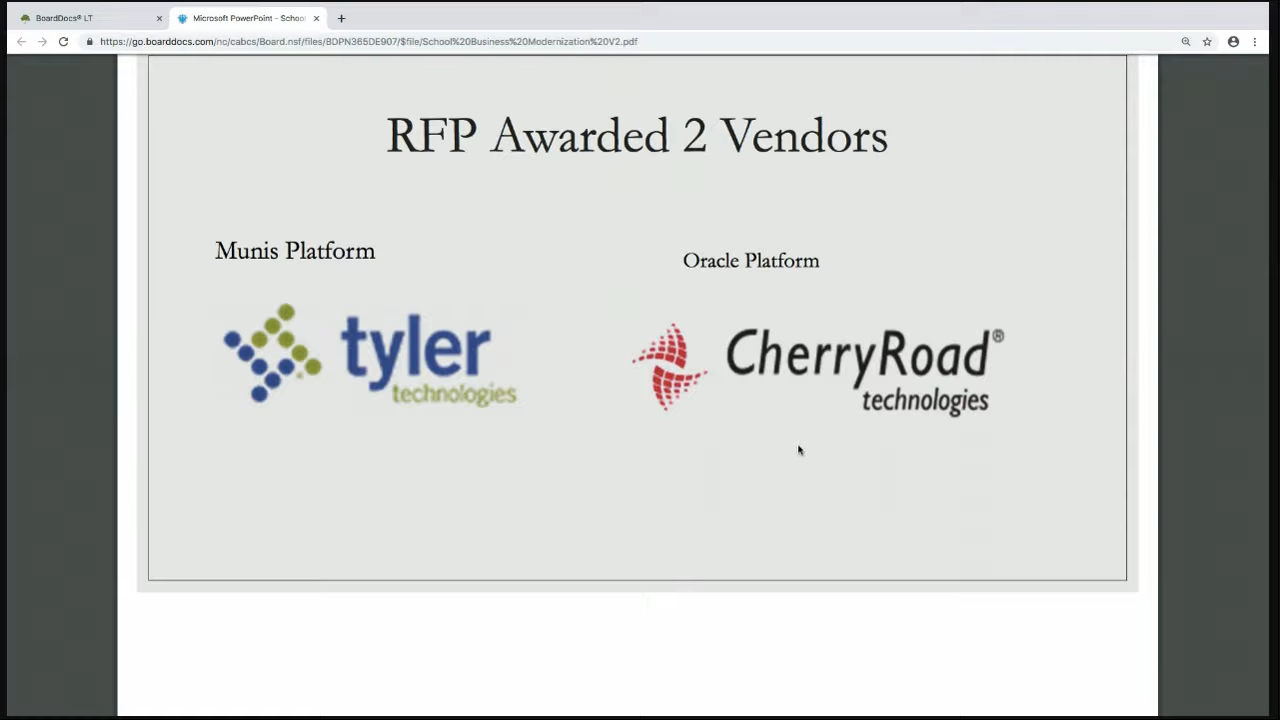 BoardDocs® LT
Microsoft PowerPoint - School
https://go.boarddocs.com/nc/cabcs/Board.nsf/files/BDPN365DE907/$file/School%20Business%20Modernization%20V2.pdf
RFP Awarded 2 Vendors
Munis Platform
Oracle Platform
tyler
technologies
CherryRoad®
technologies